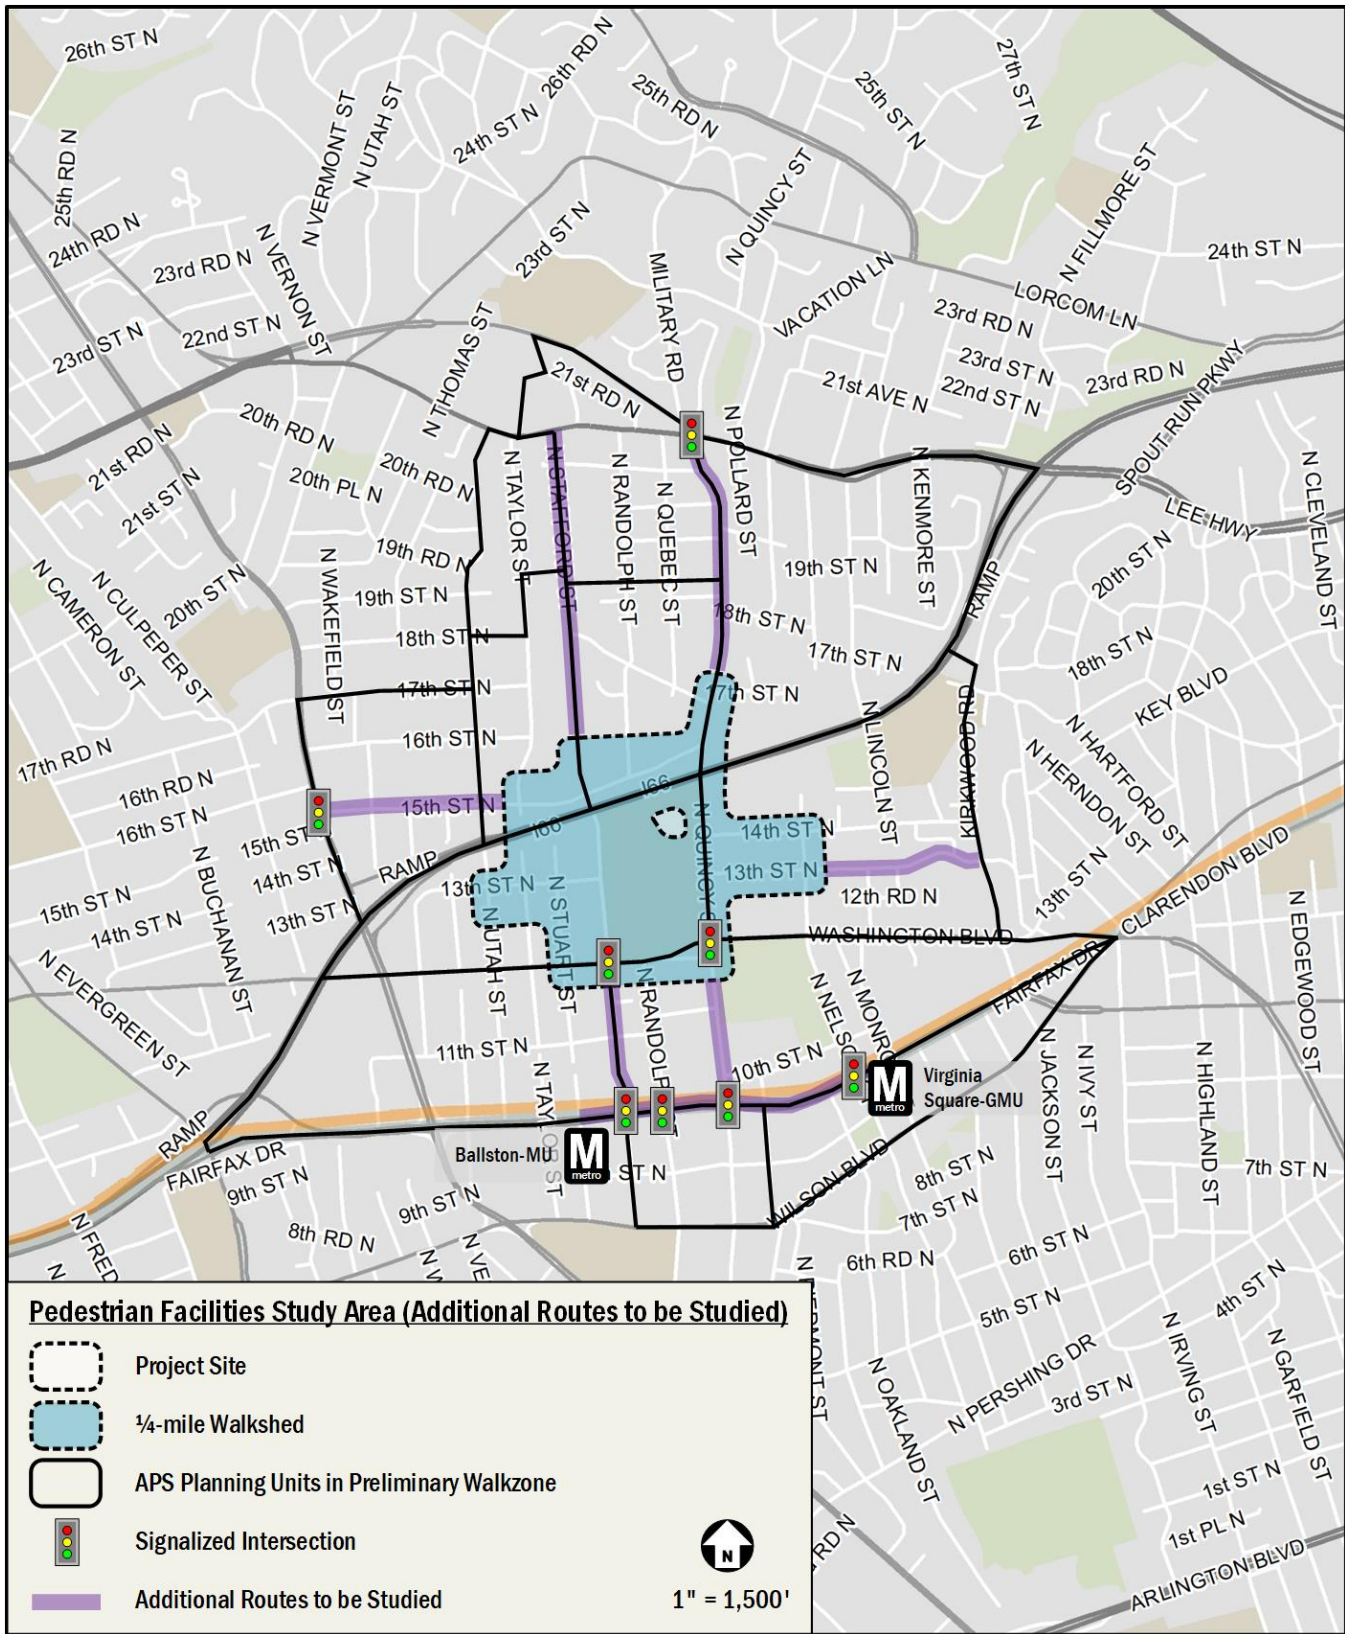 26th ST N
26th RD N
27th ST N
25th RD N
25th ST N
N VERMONT ST
N UTAH ST
24th ST N
25th RD N
N QUINCY ST
N FILLMORE ST
24th RD N
23rd RD N
N VERNON ST
23rd ST N
MILITARY RD
VACATION LN
24th ST N
LORCOM LN
23rd RD N
23rd ST N
22nd ST N
N THOMAS ST
21st RD N
21st AVE N
23rd ST N
22nd ST N
23rd RD N
SPOUT RUN PKWY
20th RD N
21st RD N
20th PL N
20th RD N
21st ST N
N TAYLOR ST
N STAFFORD ST
N RANDOLPH ST
N QUEBEC ST
N POLLARD ST
N KENMORE ST
LEE HWY
N CLEVELAND ST
19th RD N
19th ST N
19th ST N
20th ST N
20th ST N
RAMP
N CAMERON ST
N CULPEPER ST
N WAKEFIELD ST
18th ST N
18th ST N
17th ST N
18th ST N
17th ST N
17th ST N
KEY BLVD
16th ST N
N LINCOLN ST
KIRKWOOD RD
N HARTFORD ST
N HERNDON ST
17th RD N
16th RD N
16th ST N
15th ST N
I66
I66
14th ST N
N QUINCY S
15th ST
RAMP
14th ST N
13th ST N
13th ST N
13th ST N
12th RD N
13th ST N
CLARENDON BLVD
N BUCHANAN ST
15th ST N
14th ST N
N UTAH ST
N STUART ST
WASHINGTON BLVD
N EDGEWOOD ST
N EVERGREEN ST
N RANDOLP
N NELSO
N MONRO
FAIRFAX DR
11th ST N
10th ST N
N TAYLOR ST
N JACKSON ST
N IVY ST
N HIGHLAND ST
M
metro
Virginia
Square-GMU
RAMP
FAIRFAX DR
Ballston-MU
M
metro
ST N
WILSON BLVD
8th ST N
7th ST N
9th ST N
9th ST N
8th RD N
7th ST N
6th RD N
6th ST N
N FRED
N VE
N
5th ST N
4th ST N
N PERSHING DR
3rd ST N
N OAKLAND ST
N IRVING ST
N GARFIELD ST
1st ST N
1st PL N
ARLINGTON BLVD
RD N
Pedestrian Facilities Study Area (Additional Routes to be Studied)
Project Site
¼-mile Walkshed
APS Planning Units in Preliminary Walkzone
Signalized Intersection
Additional Routes to be Studied
N
1" = 1,500'